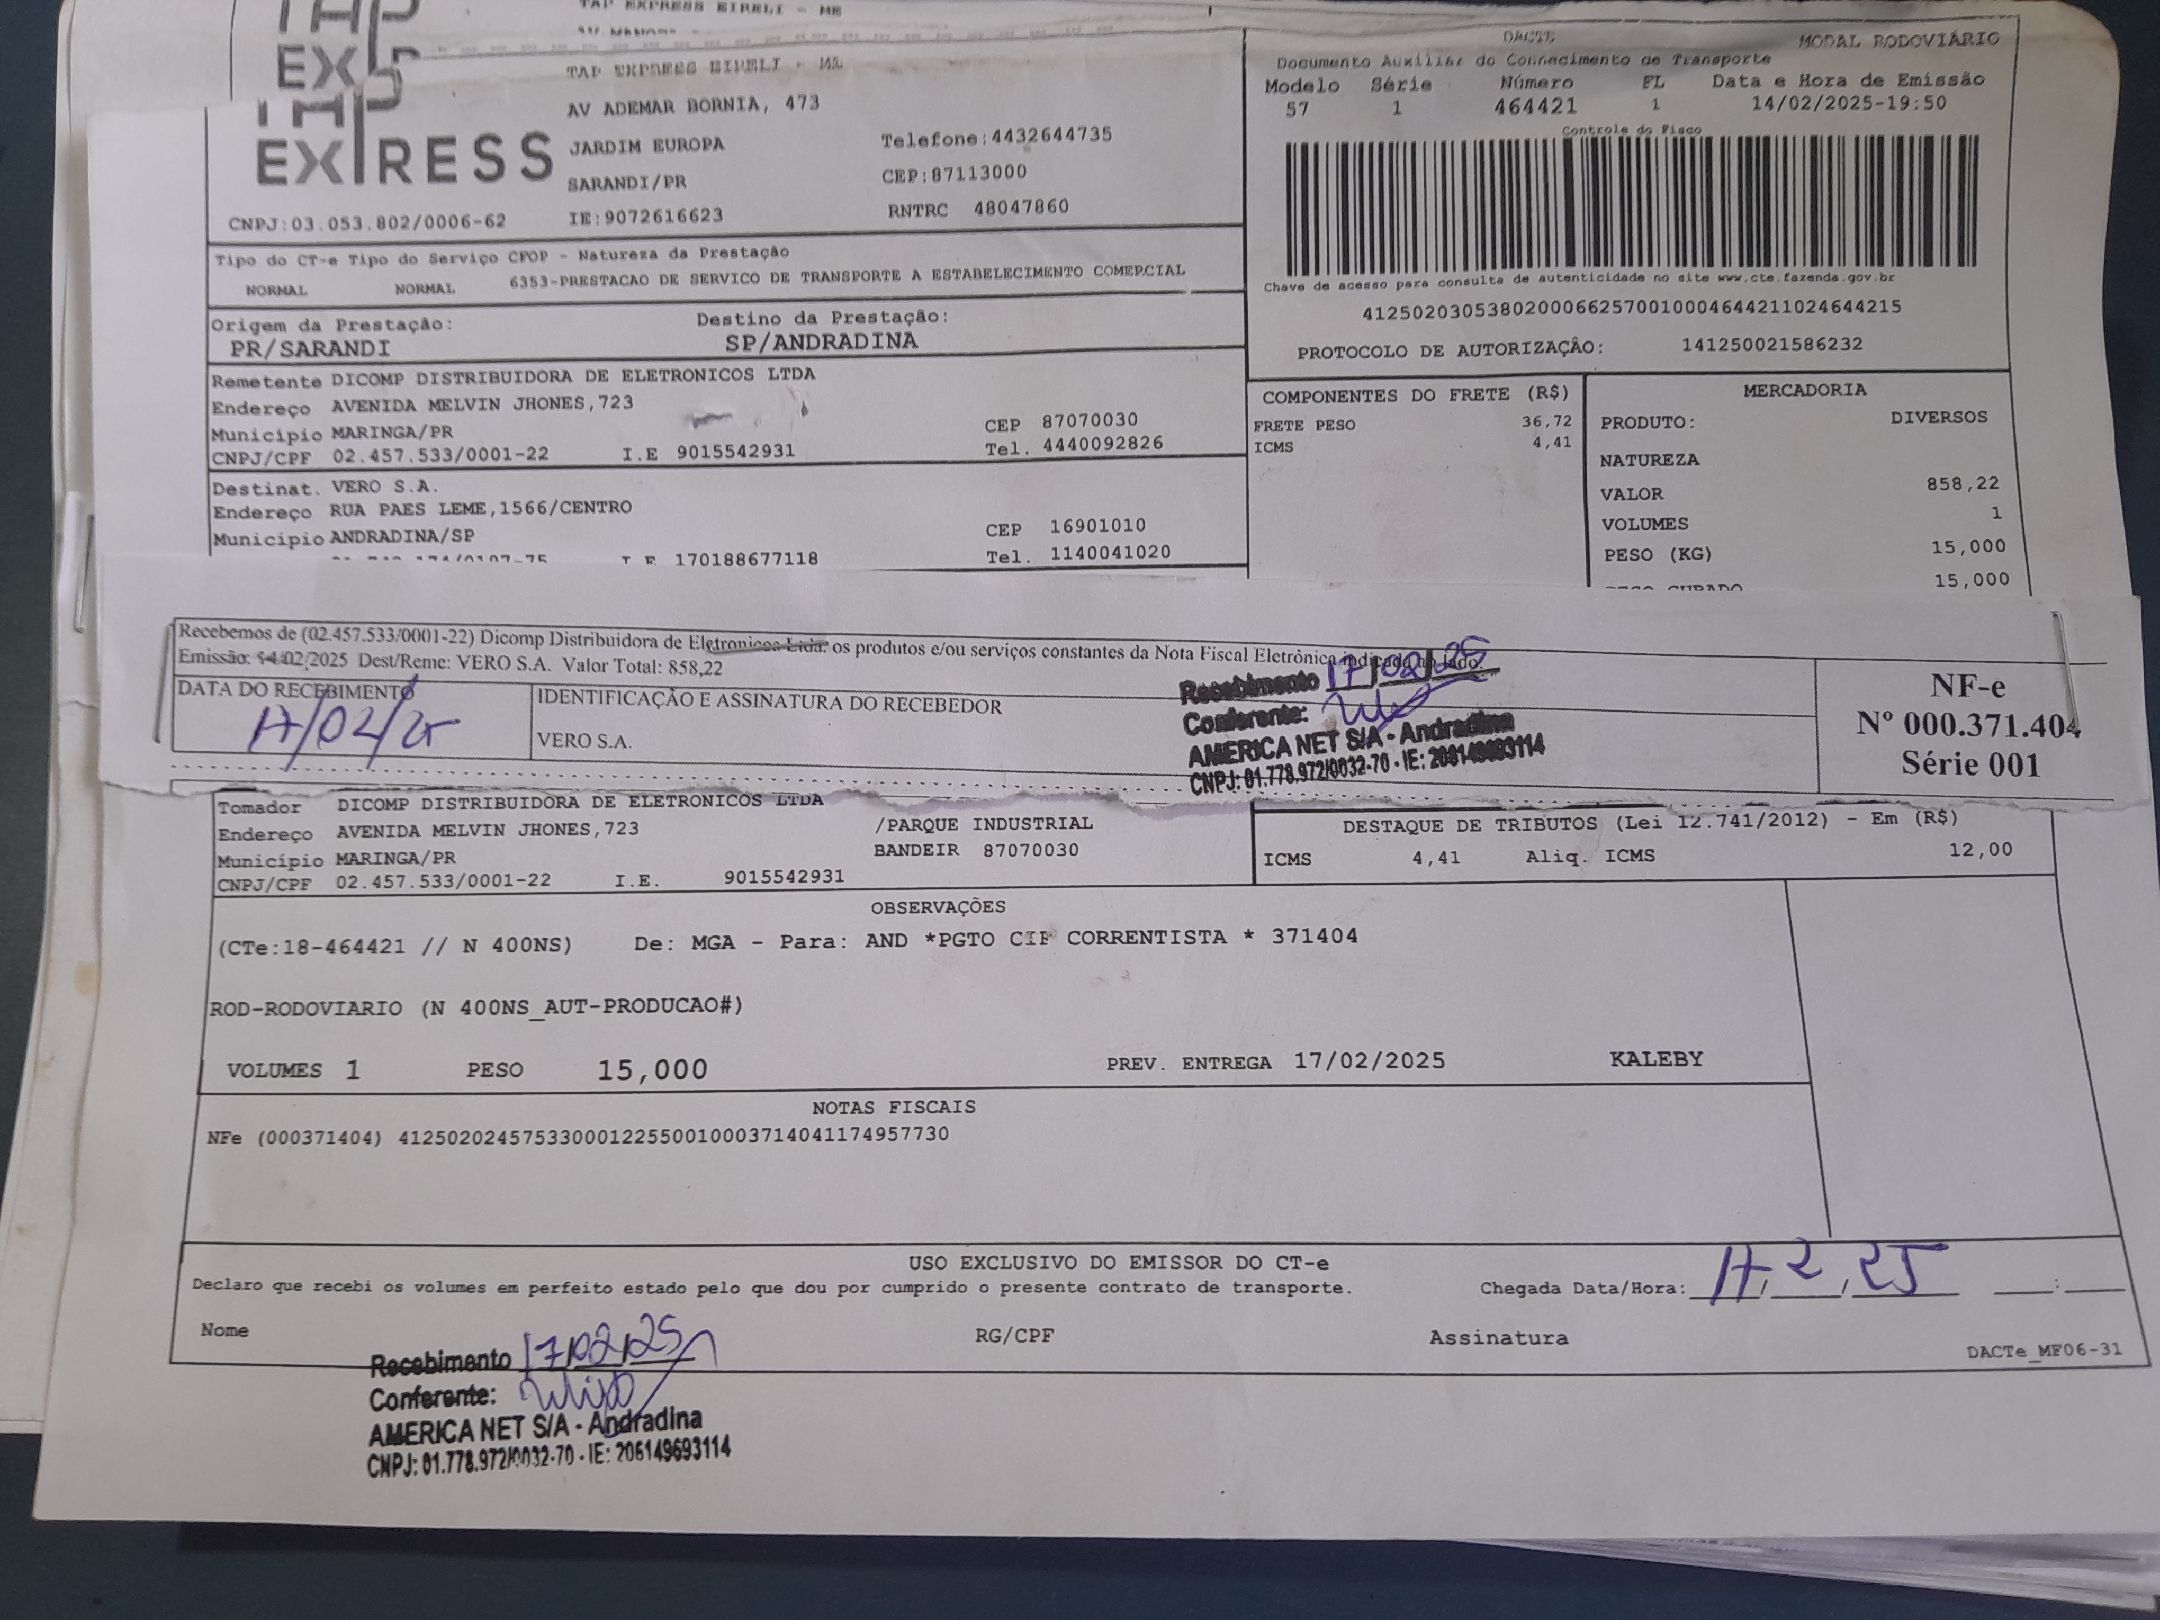 TAP EXPRESS EIRELI - ME
TAP EXPRESS EIRELI - ME
AV ADEMAR BORNIA, 473
JARDIM EUROPA
SARANDI/PR
IE:9072616623
Telefone:4432644735
CEP:87113000
RNTRC 48047860
EXPRESS
CNPJ:03.053.802/0006-62
DACTE
MODAL RODOVIÁRIO
Documento Auxiliar do Conhecimento de Transporte
Modelo Série Número FL Data e Hora de Emissão
57 1 464421 1 14/02/2025-19:50
Controle do Fisco
Chave de acesso para consulta de autenticidade no site www.cte.fazenda.gov.br
41250203053802000662570010004644211024644215
PROTOCOLO DE AUTORIZAÇÃO: 141250021586232
Tipo do CT-e Tipo do Serviço CFOP - Natureza da Prestação
NORMAL NORMAL 6353-PRESTACAO DE SERVICO DE TRANSPORTE A ESTABELECIMENTO COMERCIAL
Origem da Prestação: Destino da Prestação:
PR/SARANDI SP/ANDRADINA
Remetente DICOMP DISTRIBUIDORA DE ELETRONICOS LTDA
Endereço AVENIDA MELVIN JHONES,723
Município MARINGA/PR CEP 87070030
CNPJ/CPF 02.457.533/0001-22 I.E 9015542931 Tel. 4440092826
Destinat. VERO S.A.
Endereço RUA PAES LEME,1566/CENTRO
Município ANDRADINA/SP CEP 16901010
I.E 170188677118 Tel. 1140041020
COMPONENTES DO FRETE (R$)
FRETE PESO 36,72
ICMS 4,41
MERCADORIA
PRODUTO: DIVERSOS
NATUREZA
VALOR 858,22
VOLUMES 1
PESO (KG) 15,000
PESO CUBADO 15,000
Recebemos de (02.457.533/0001-22) Dicomp Distribuidora de Eletronicos Ltda. os produtos e/ou serviços constantes da Nota Fiscal Eletrônica indicada ao lado.
Emissão: 14/02/2025 Dest/Reme: VERO S.A. Valor Total: 858,22
DATA DO RECEBIMENTO
17/02/25
IDENTIFICAÇÃO E ASSINATURA DO RECEBEDOR
VERO S.A.
Recebimento 17/02/25
Conferente:
AMERICA NET S/A - Andradina
CNPJ: 01.778.972/0032-70 - IE: 206149693114
NF-e
Nº 000.371.404
Série 001
Tomador DICOMP DISTRIBUIDORA DE ELETRONICOS LTDA
Endereço AVENIDA MELVIN JHONES,723 /PARQUE INDUSTRIAL
Município MARINGA/PR BANDEIR 87070030
CNPJ/CPF 02.457.533/0001-22 I.E. 9015542931
DESTAQUE DE TRIBUTOS (Lei 12.741/2012) - Em (R$)
ICMS 4,41 Aliq. ICMS 12,00
OBSERVAÇÕES
(CTe:18-464421 // N 400NS) De: MGA - Para: AND *PGTO CIF CORRENTISTA * 371404
ROD-RODOVIARIO (N 400NS_AUT-PRODUCAO#)
VOLUMES 1 PESO 15,000 PREV. ENTREGA 17/02/2025 KALEBY
NOTAS FISCAIS
NFe (000371404) 41250202457533000122550010003714041174957730
USO EXCLUSIVO DO EMISSOR DO CT-e
Declaro que recebi os volumes em perfeito estado pelo que dou por cumprido o presente contrato de transporte. Chegada Data/Hora: 17/2/25 :
Nome RG/CPF Assinatura
DACTe_MF06-31
Recebimento 17/02/25
Conferente:
AMERICA NET S/A - Andradina
CNPJ: 01.778.972/0032-70 - IE: 206149693114